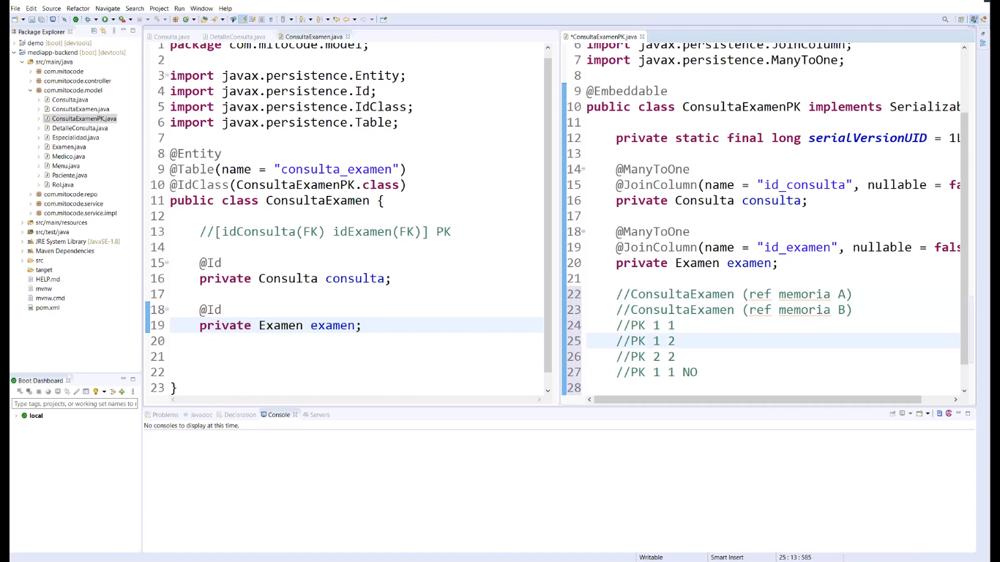 File Edit Source Refactor Navigate Search Project Run Window Help
Package Explorer
demo [boot] [devtools]
mediapp-backend [boot] [devtools]
src/main/java
com.mitocode
com.mitocode.controller
com.mitocode.model
Consulta.java
ConsultaExamen.java
ConsultaExamenPK.java
DetalleConsulta.java
Especialidad.java
Examen.java
Medico.java
Menu.java
Paciente.java
Rol.java
com.mitocode.repo
com.mitocode.service
com.mitocode.service.impl
src/main/resources
src/test/java
JRE System Library [JavaSE-1.8]
Maven Dependencies
src
target
HELP.md
mvnw
mvnw.cmd
pom.xml
Boot Dashboard
Type tags, projects, or working set names to r
local
Consulta.java DetalleConsulta.java ConsultaExamen.java
1 package com.mitocode.model;
2
3 import javax.persistence.Entity;
4 import javax.persistence.Id;
5 import javax.persistence.IdClass;
6 import javax.persistence.Table;
7
8 @Entity
9 @Table(name = "consulta_examen")
10 @IdClass(ConsultaExamenPK.class)
11 public class ConsultaExamen {
12
13 //[idConsulta(FK) idExamen(FK)] PK
14
15 @Id
16 private Consulta consulta;
17
18 @Id
19 private Examen examen;
20
21
22
23 }
*ConsultaExamenPK.java
6 import javax.persistence.JoinColumn;
7 import javax.persistence.ManyToOne;
8
9 @Embeddable
10 public class ConsultaExamenPK implements Serializab
11
12 private static final long serialVersionUID = 1L
13
14 @ManyToOne
15 @JoinColumn(name = "id_consulta", nullable = fa
16 private Consulta consulta;
17
18 @ManyToOne
19 @JoinColumn(name = "id_examen", nullable = fals
20 private Examen examen;
21
22 //ConsultaExamen (ref memoria A)
23 //ConsultaExamen (ref memoria B)
24 //PK 1 1
25 //PK 1 2
26 //PK 2 2
27 //PK 1 1 NO
28
Problems Javadoc Declaration Console Servers
No consoles to display at this time.
Writable Smart Insert 25 : 13 : 585